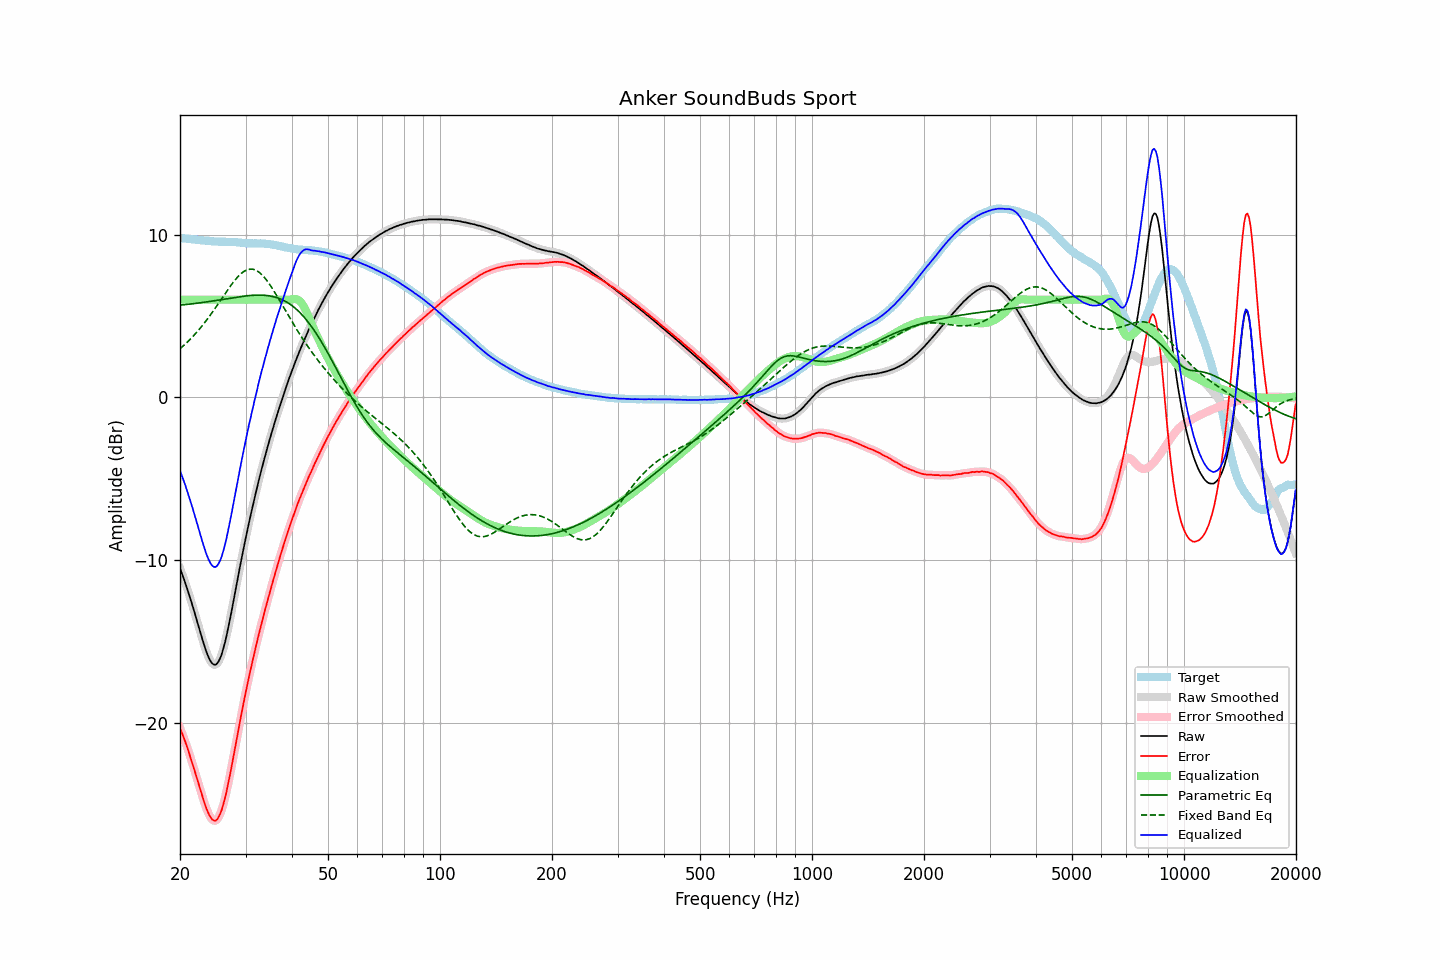 Anker SoundBuds Sport
Amplitude (dBr)
10
0
−10
−20
20
50
100
200
500
1000
2000
5000
10000
20000
Frequency (Hz)
Target
Raw Smoothed
Error Smoothed
Raw
Error
Equalization
Parametric Eq
Fixed Band Eq
Equalized